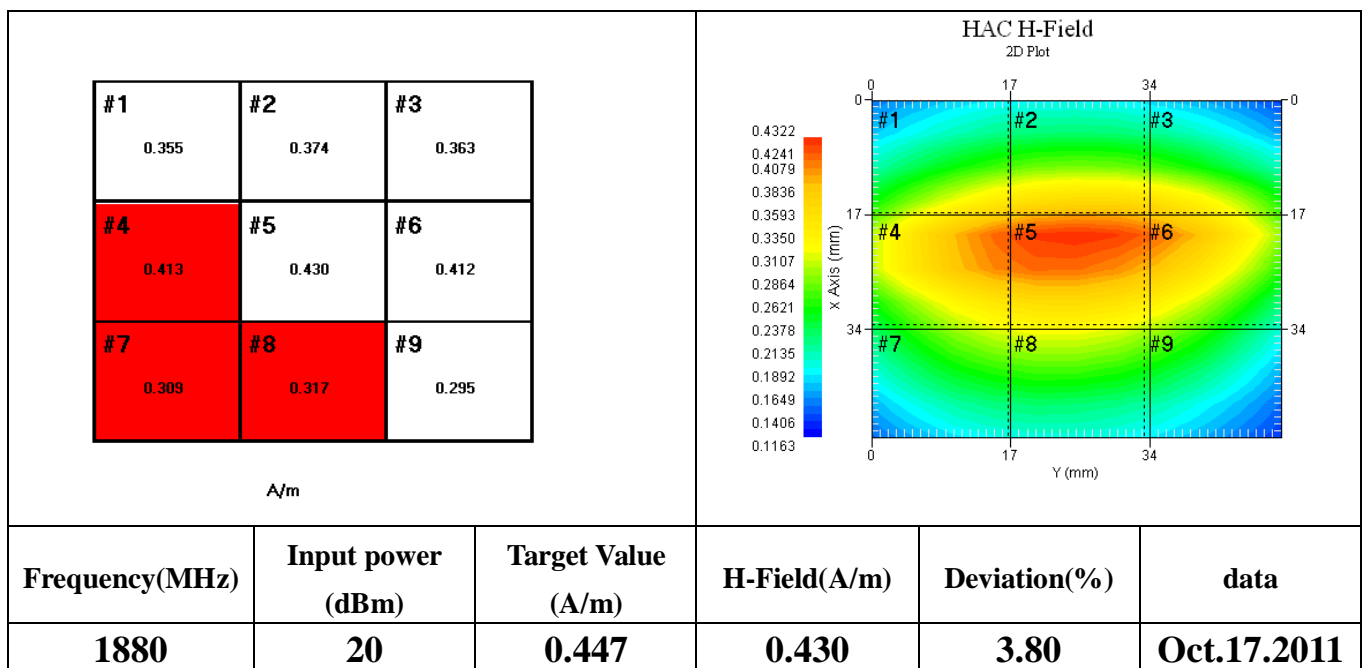 #1 #2 #3
0.355 0.374 0.363
#4 #5 #6
0.413 0.430 0.412
#7 #8 #9
0.309 0.317 0.295
A/m
HAC H-Field
2D Plot
0 17 34
0 0
#1 #2 #3
0.4322
0.4241
0.4079
0.3836
0.3593
0.3350
0.3107
0.2864
0.2621
0.2378
0.2135
0.1892
0.1649
0.1406
0.1163
x Axis (mm)
17 17
#4 #5 #6
34 34
#7 #8 #9
0 17 34
Y (mm)
Frequency(MHz) Input power (dBm) Target Value (A/m) H-Field(A/m) Deviation(%) data
1880 20 0.447 0.430 3.80 Oct.17.2011